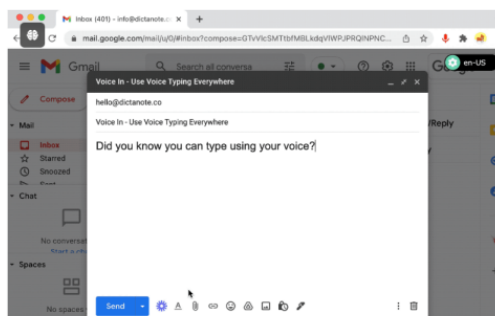 Inbox (401) - info@dictanote.c
mail.google.com/mail/u/0/#inbox?compose=
Gmail
Search all conversa
en-US
Compose
Voice In - Use Voice Typing Everywhere
hello@dictanote.co
Voice In - Use Voice Typing Everywhere
/Reply
Did you know you can type using your voice?
Mail
Inbox
Starred
Snoozed
Chat
No conversat
Spaces
No spaces
Send